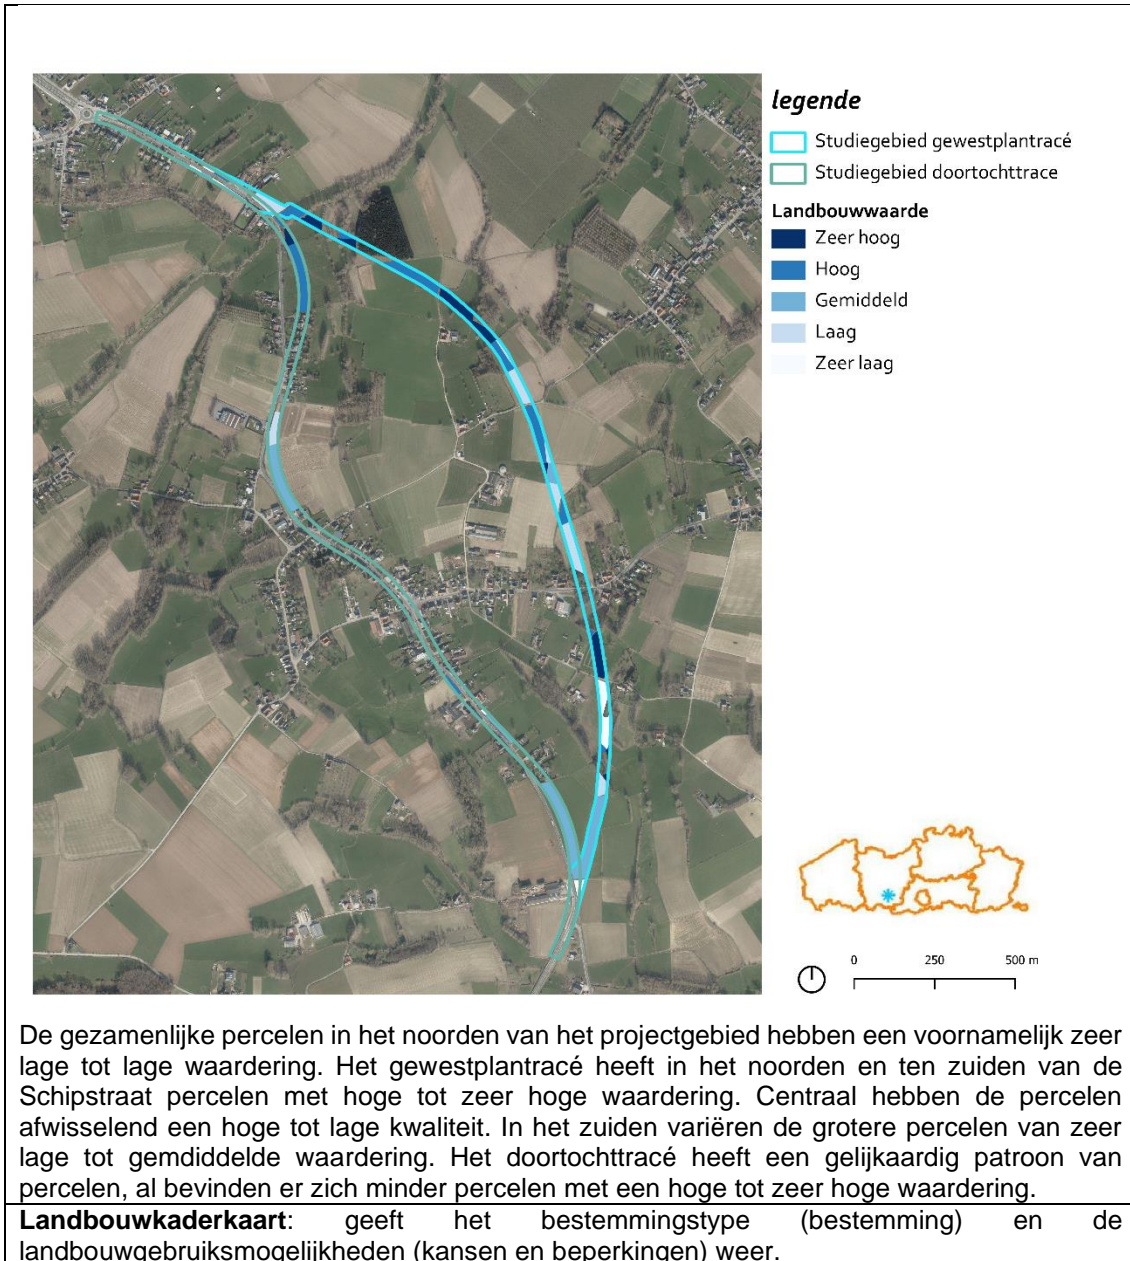 legende
Studiegebied gewestplantracé
Studiegebied doortochttrace
Landbouwwaarde
Zeer hoog
Hoog
Gemiddeld
Laag
Zeer laag
0 250 500 m
De gezamenlijke percelen in het noorden van het projectgebied hebben een voornamelijk zeer
lage tot lage waardering. Het gewestplantracé heeft in het noorden en ten zuiden van de
Schipstraat percelen met hoge tot zeer hoge waardering. Centraal hebben de percelen
afwisselend een hoge tot lage kwaliteit. In het zuiden variëren de grotere percelen van zeer
lage tot gemdiddelde waardering. Het doortochttracé heeft een gelijkaardig patroon van
percelen, al bevinden er zich minder percelen met een hoge tot zeer hoge waardering.
Landbouwkaderkaart: geeft het bestemmingstype (bestemming) en de
landbouwgebruiksmogelijkheden (kansen en beperkingen) weer.